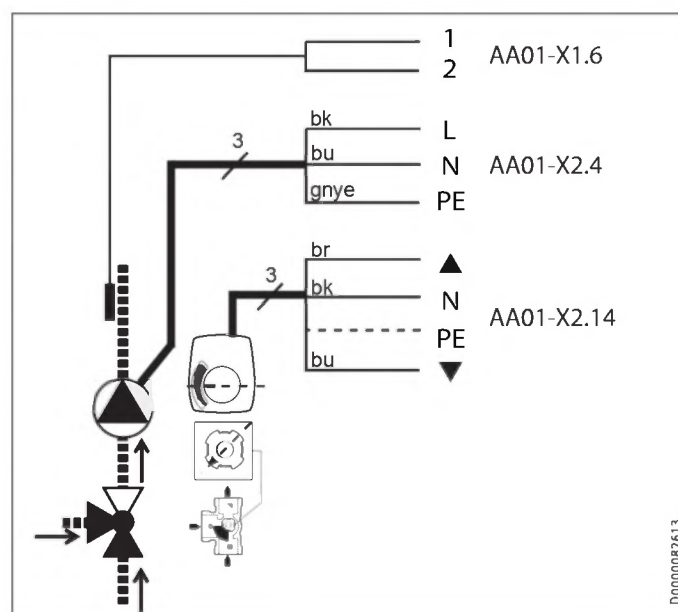 1
2 AA01-X1.6
bk L
3 bu N AA01-X2.4
gnye PE
br ▲
3 bk N
PE AA01-X2.14
bu ▼
D0000082613